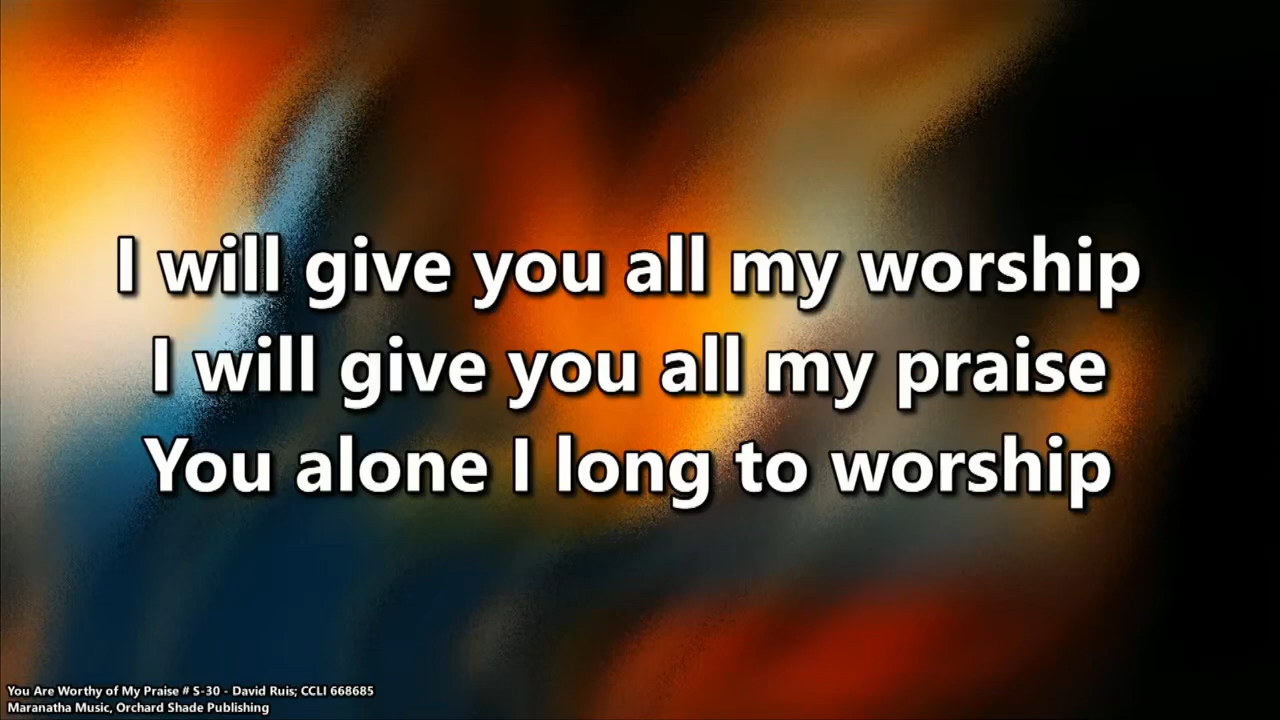 I will give you all my worship
I will give you all my praise
You alone I long to worship
You Are Worthy of My Praise # S-30 - David Ruis; CCLI 668685
Maranatha Music, Orchard Shade Publishing